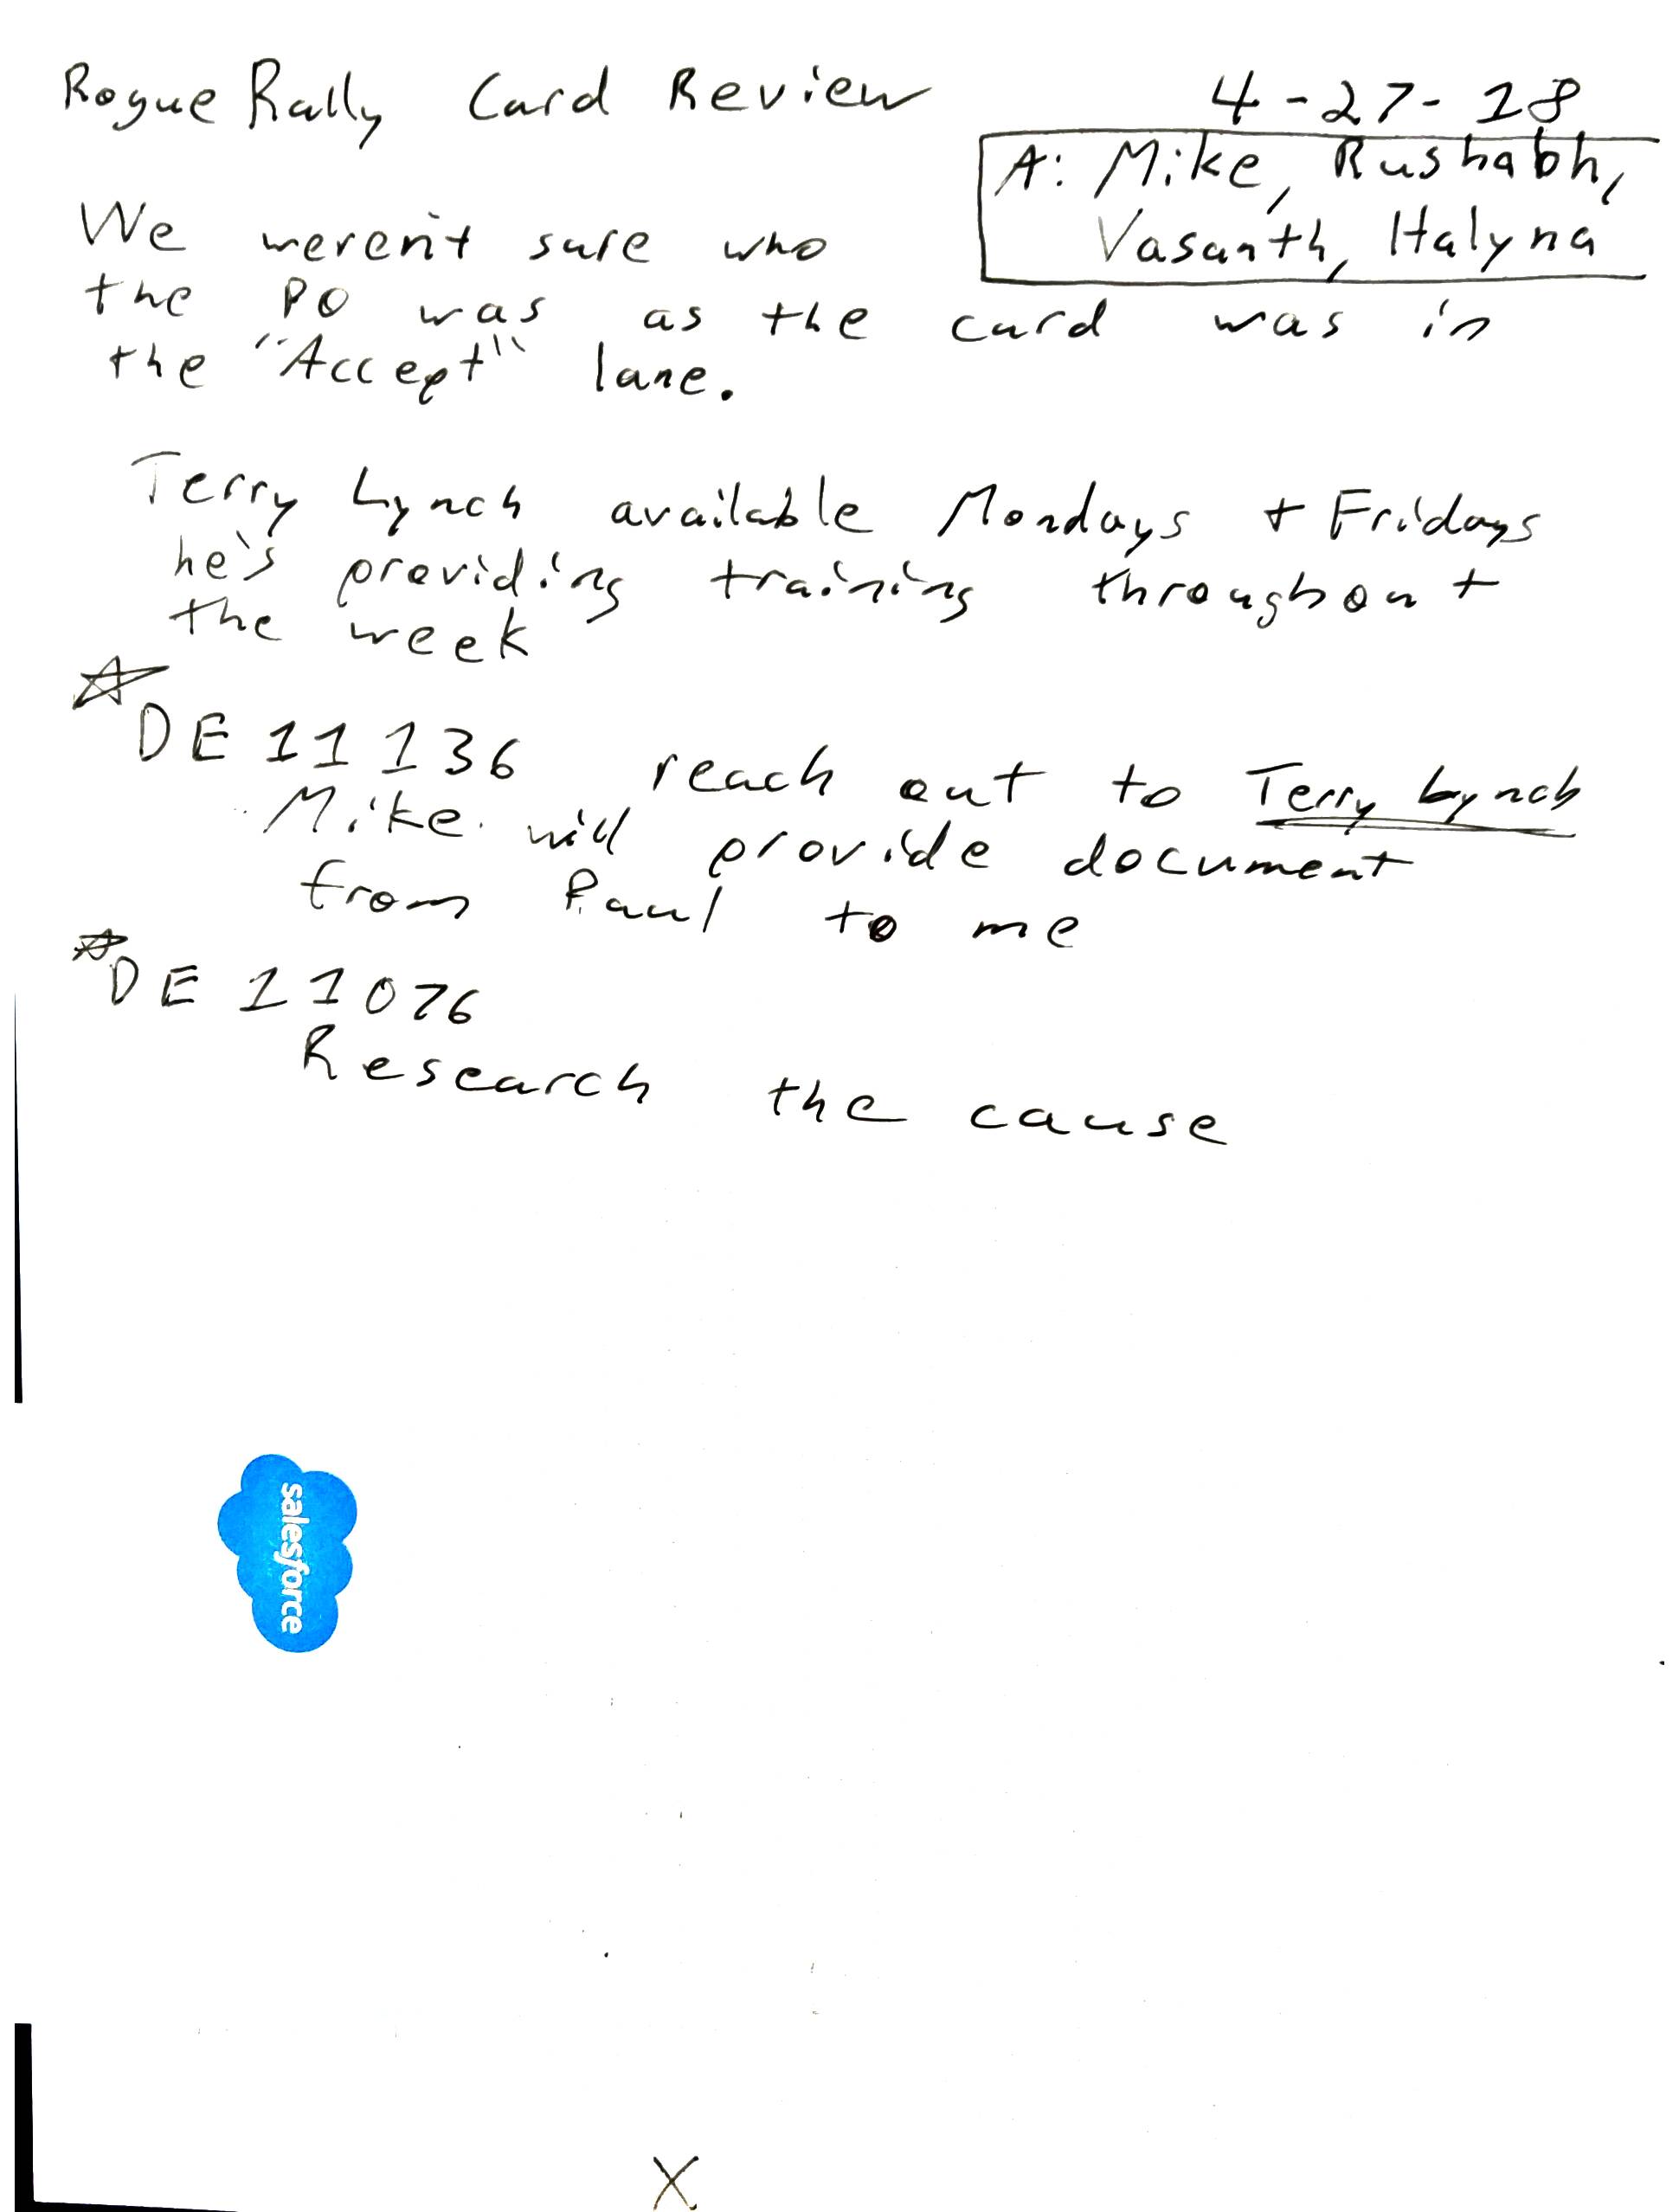 Rogue Rally Card Review
4-27-18
A: Mike, Rushabh,
Vasanth, Halyna
We weren't sure who
the PO was as the card was in
the "Accept" lane.
Terry Lynch available Mondays + Fridays
he's providing training throughout
the week
☆
DE 11136 reach out to Terry Lynch
Mike will provide document
from Paul to me
☆
DE 11076
Research the cause
salesforce
X